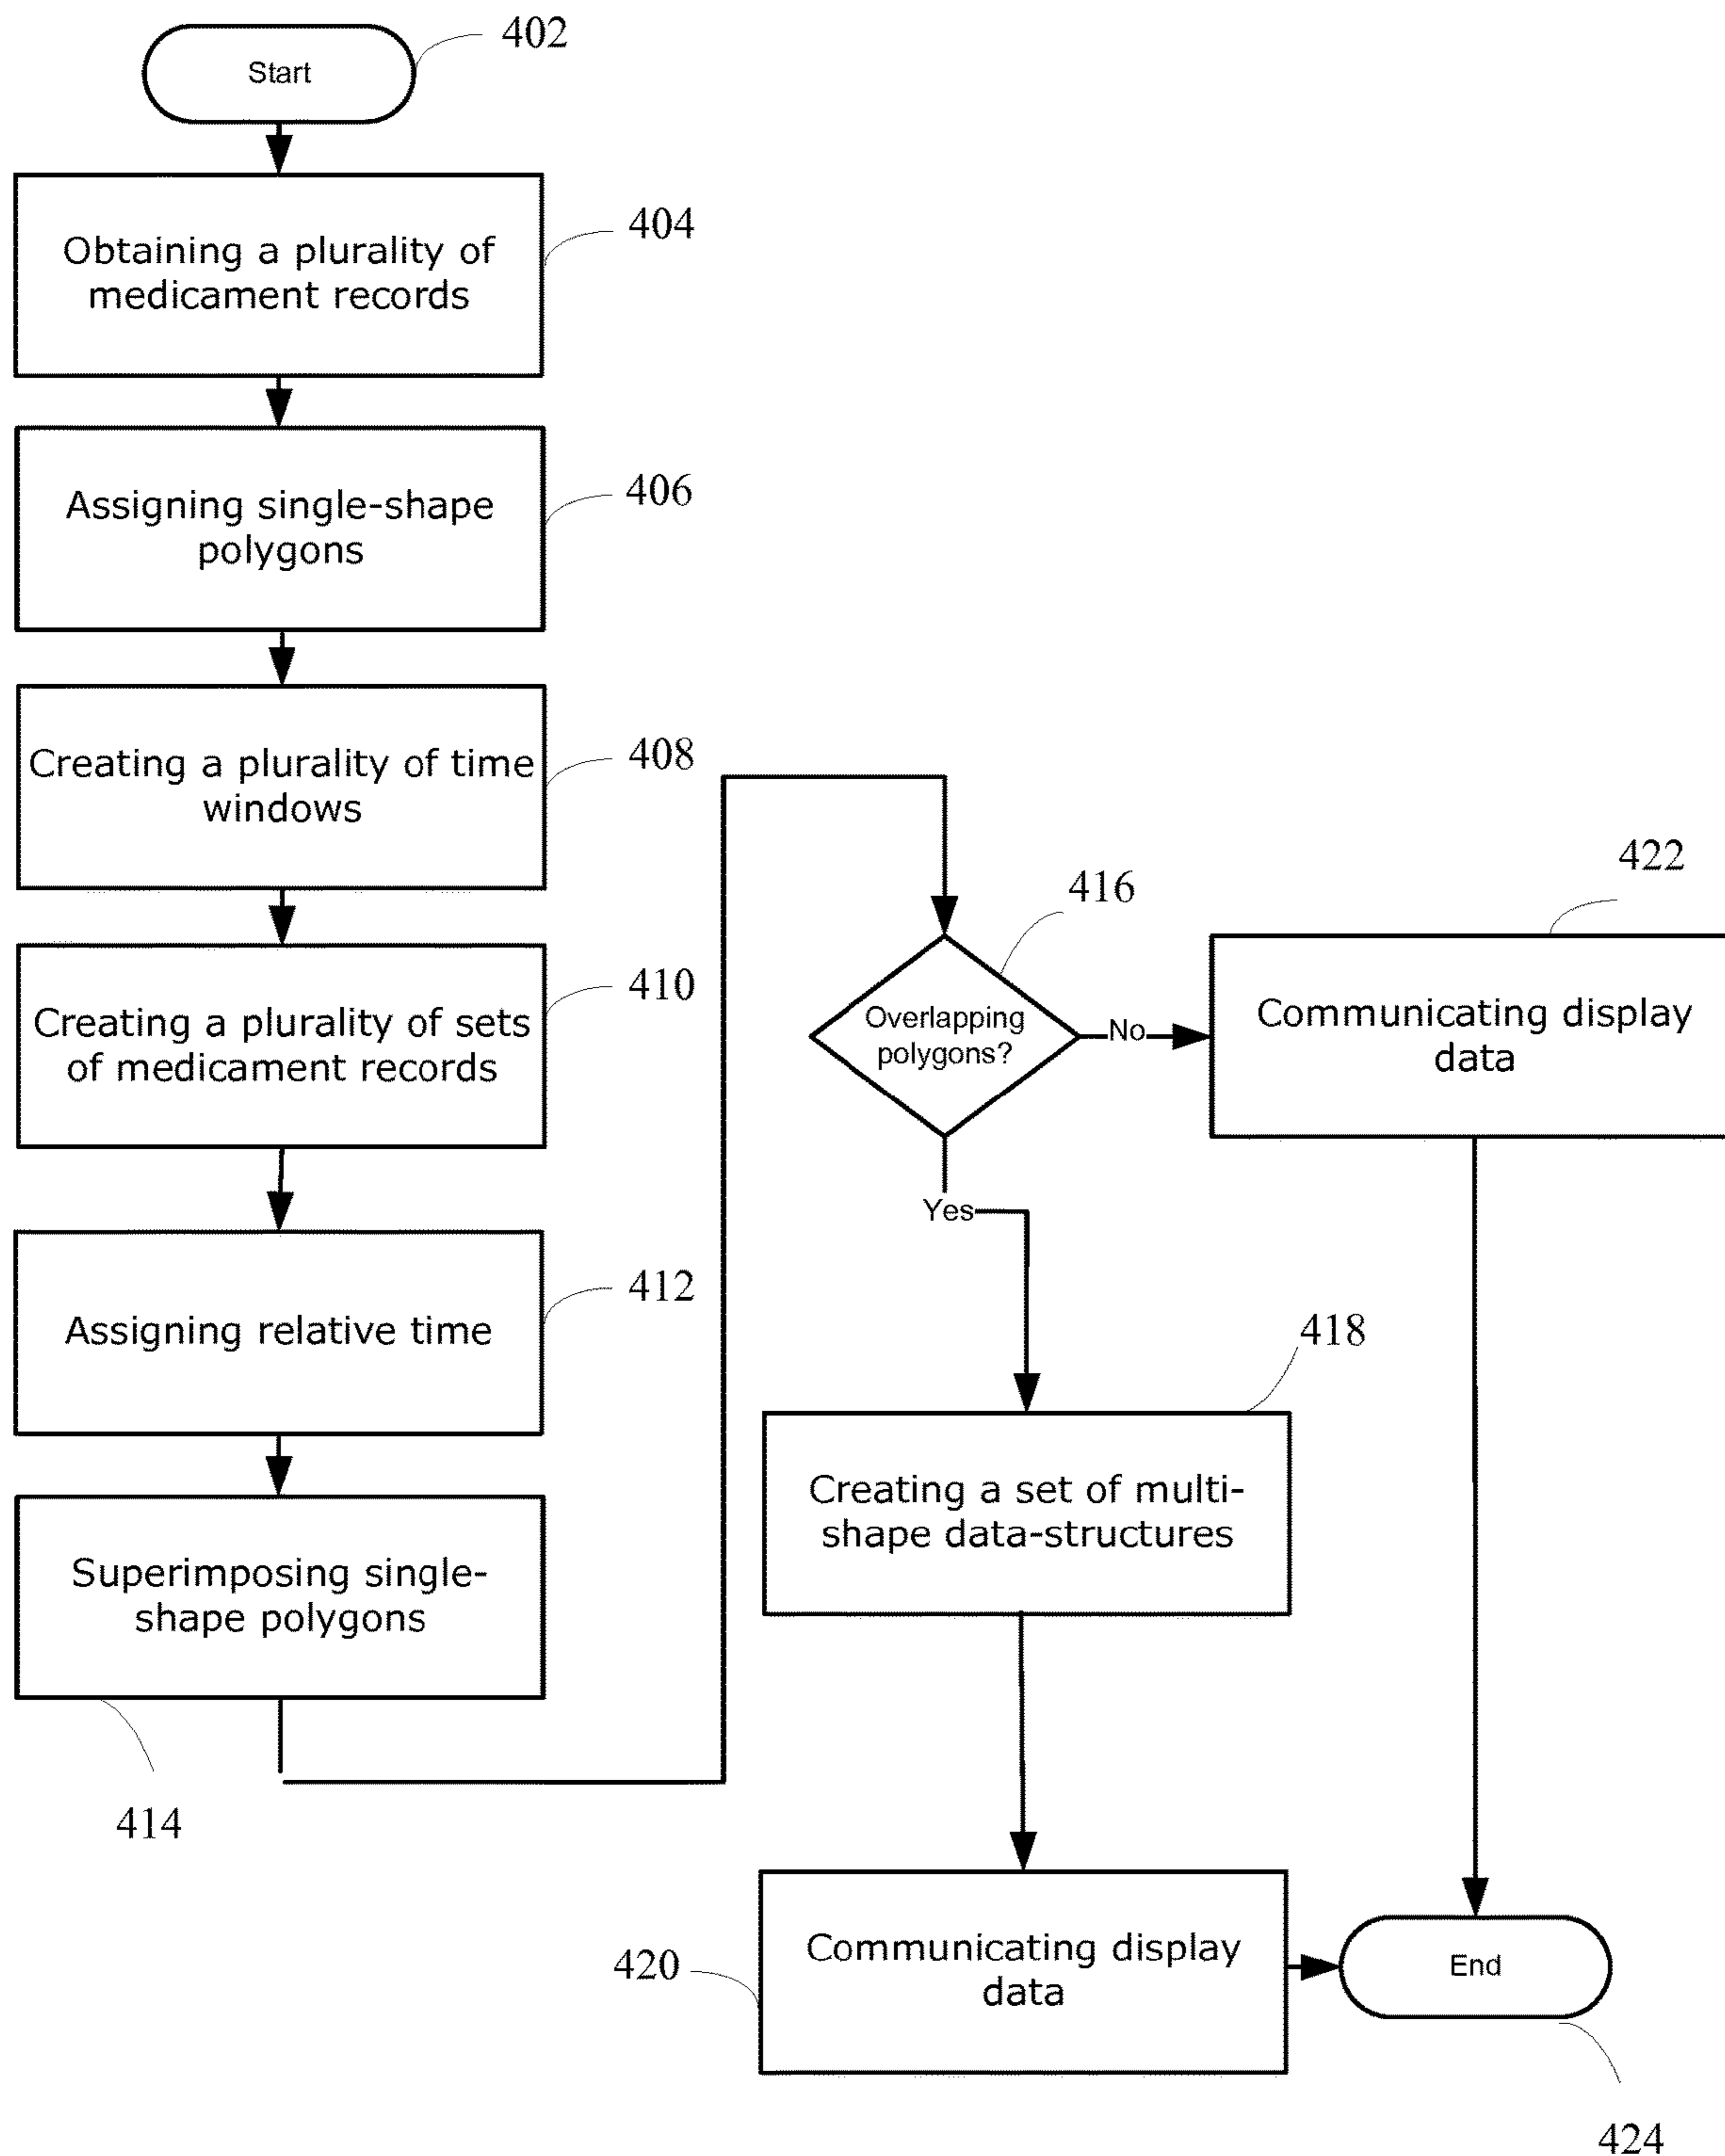 402
Start
404
Obtaining a plurality of
medicament records
406
Assigning single-shape
polygons
408
Creating a plurality of time
windows
410
Creating a plurality of sets
of medicament records
412
Assigning relative time
Superimposing single-
shape polygons
414
416
Overlapping
polygons?
No
422
Communicating display
data
Yes
418
Creating a set of multi-
shape data-structures
420
Communicating display
data
End
424